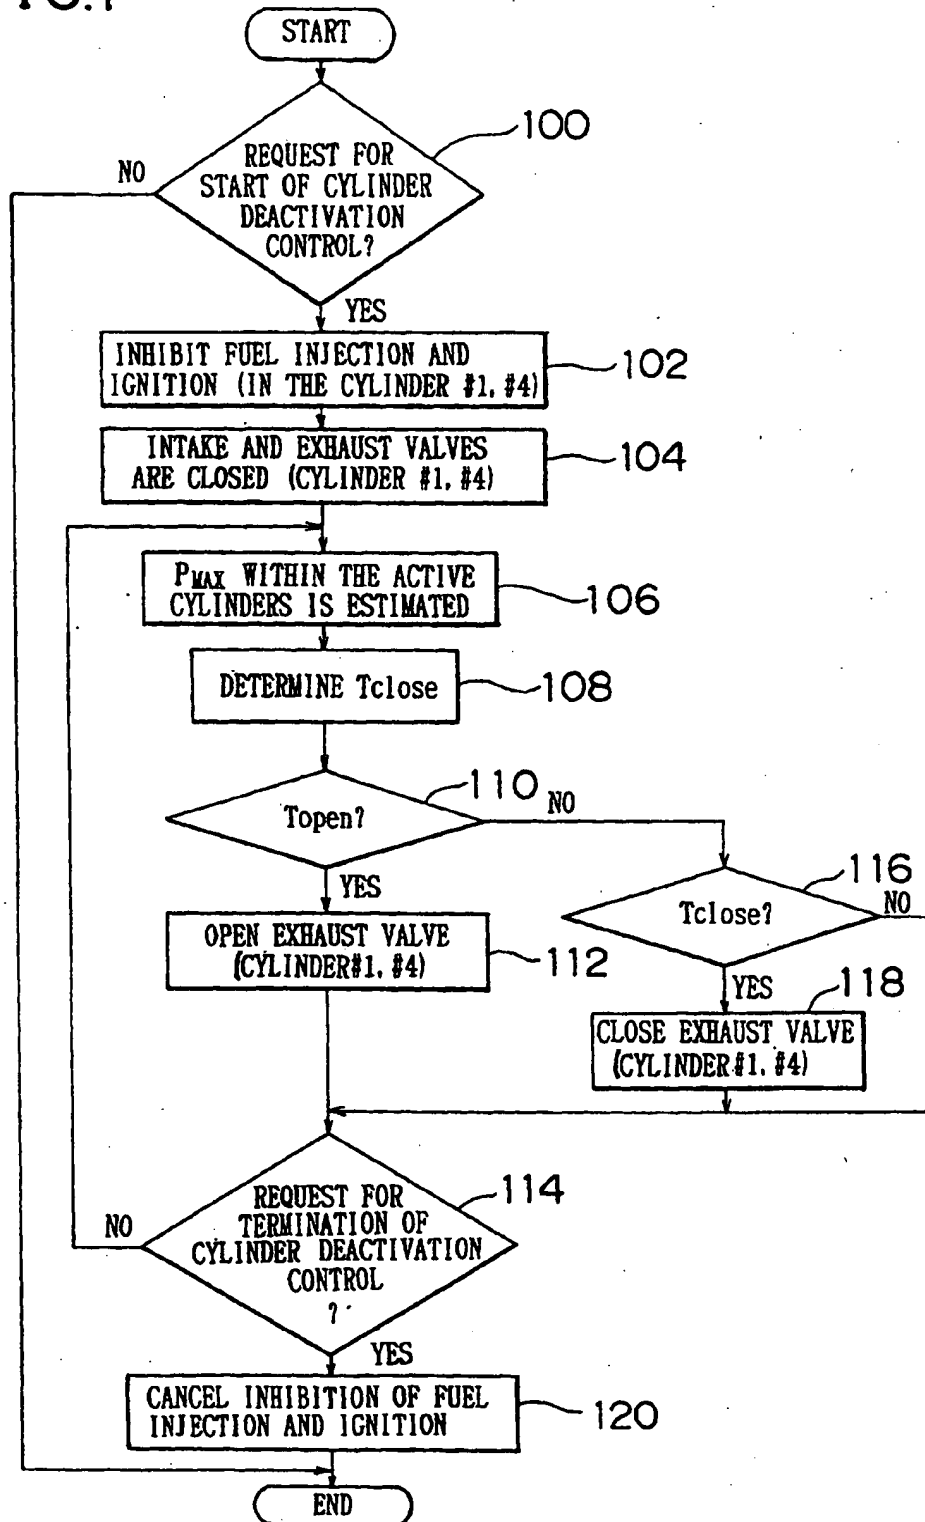 START
100
NO
REQUEST FOR
START OF CYLINDER
DEACTIVATION
CONTROL?
YES
INHIBIT FUEL INJECTION AND
IGNITION (IN THE CYLINDER #1. #4)
102
INTAKE AND EXHAUST VALVES
ARE CLOSED (CYLINDER #1. #4)
104
PMAX WITHIN THE ACTIVE
CYLINDERS IS ESTIMATED
106
DETERMINE Tclose
108
110
Topen?
NO
YES
116
Tclose?
NO
OPEN EXHAUST VALVE
(CYLINDER#1. #4)
112
YES
118
CLOSE EXHAUST VALVE
(CYLINDER#1. #4)
114
REQUEST FOR
TERMINATION OF
CYLINDER DEACTIVATION
CONTROL
?
NO
YES
CANCEL INHIBITION OF FUEL
INJECTION AND IGNITION
120
END